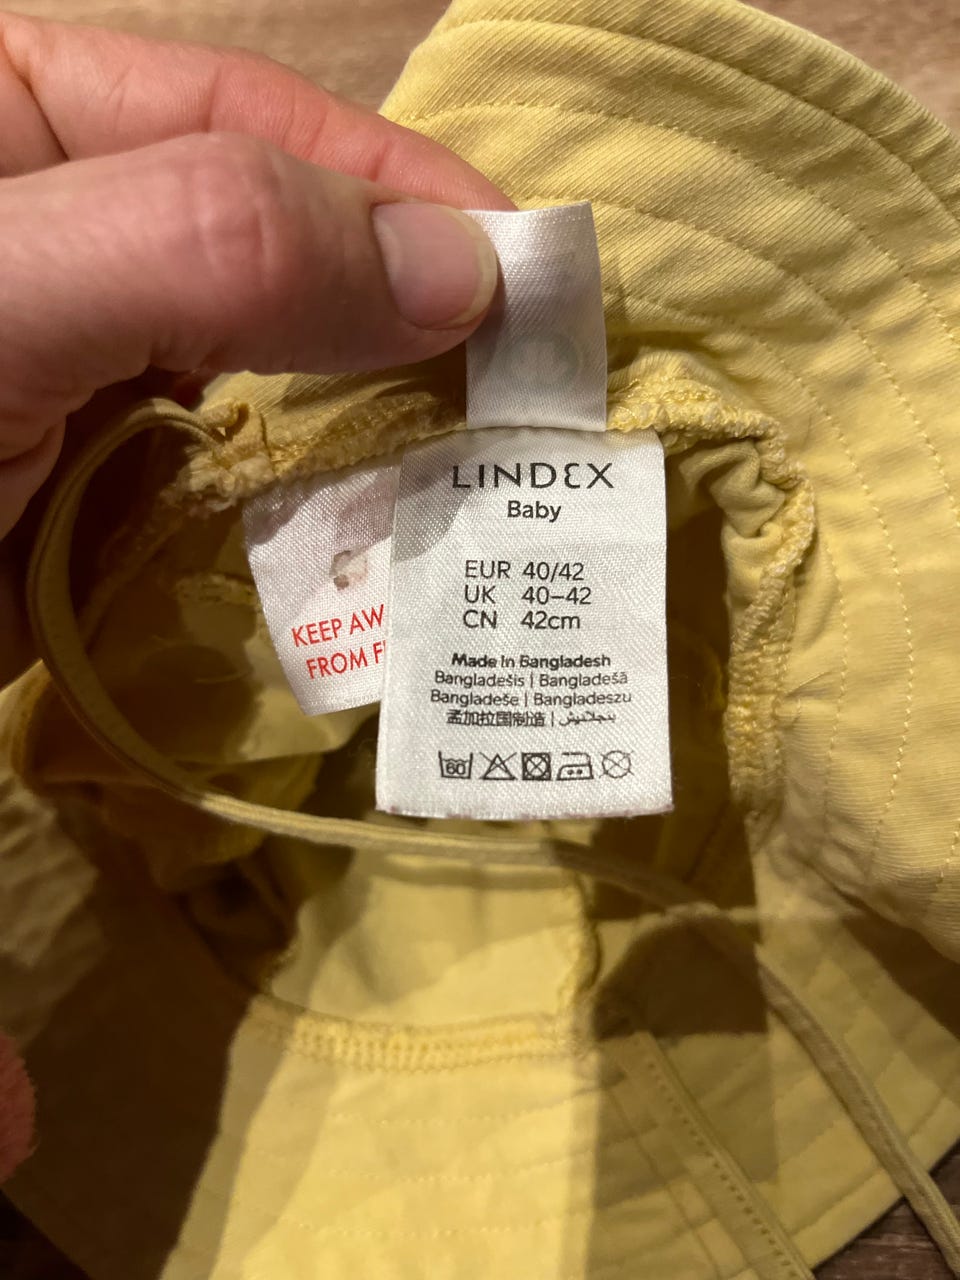 LINDEX
Baby
EUR 40/42
UK 40–42
CN 42cm
Made In Bangladesh
Bangladešis | Bangladešā
Bangladeše | Bangladeszu
孟加拉国制造 | بنجلاديش
60
KEEP AW
FROM F